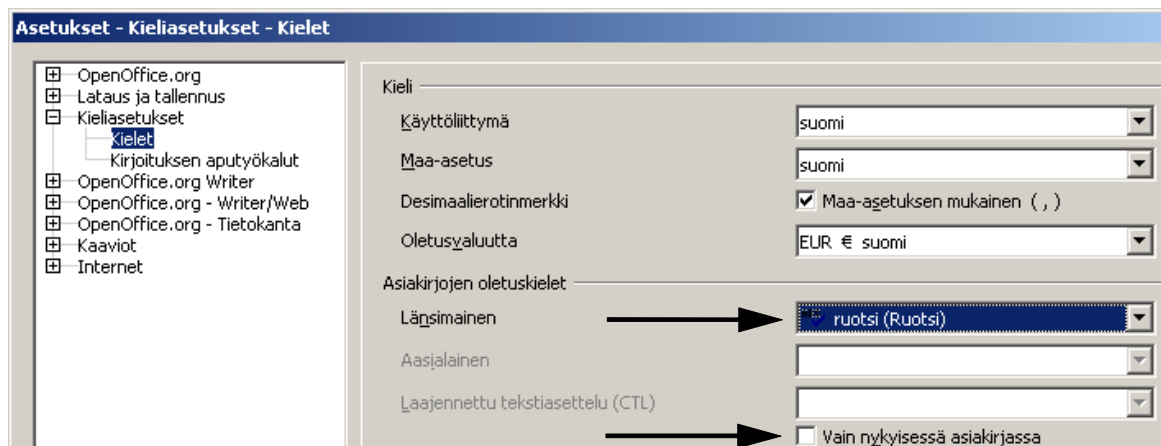 Asetukset - Kieliasetukset - Kielet
OpenOffice.org
Lataus ja tallennus
Kieliasetukset
Kielet
Kirjoituksen aputyökalut
OpenOffice.org Writer
OpenOffice.org - Writer/Web
OpenOffice.org - Tietokanta
Kaaviot
Internet
Kieli
Käyttöliittymä suomi
Maa-asetus suomi
Desimaalierotinmerkki Maa-asetuksen mukainen ( , )
Oletusvaluutta EUR € suomi
Asiakirjojen oletuskielet
Länsimainen ruotsi (Ruotsi)
Aasialainen
Laajennettu tekstiasettelu (CTL)
Vain nykyisessä asiakirjassa